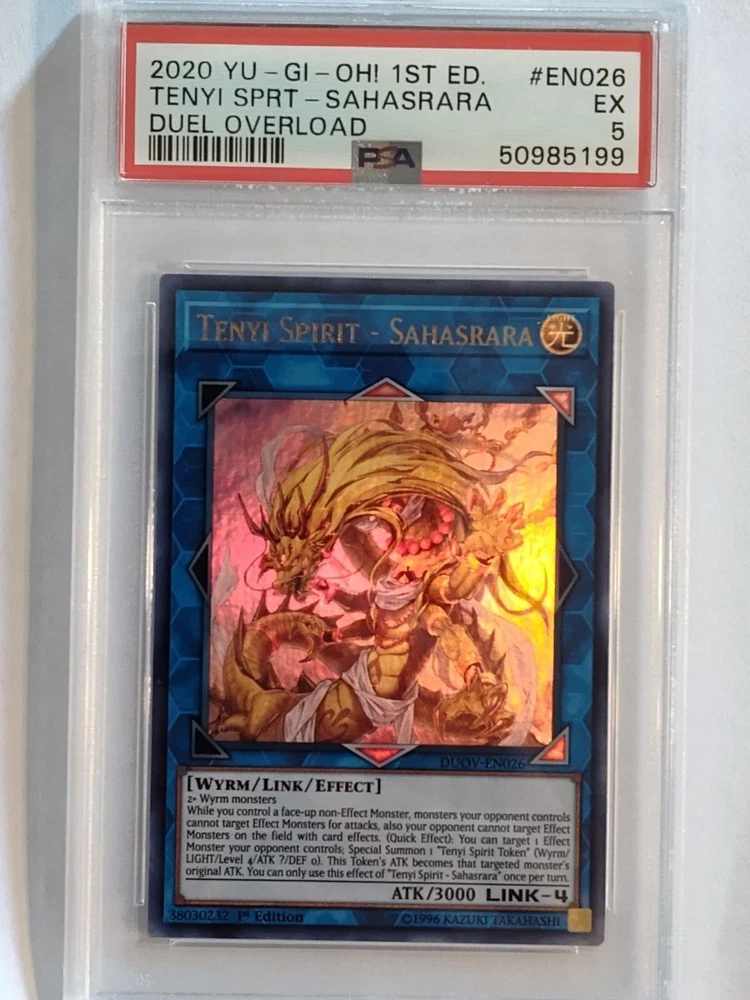 2020 YU-GI-OH! 1ST ED. #EN026
TENYI SPRT-SAHASRARA EX
DUEL OVERLOAD 5
PSA 50985199
TENYI SPIRIT - SAHASRARA
LIGHT
光
DUOV-EN026
[WYRM/LINK/EFFECT]
2+ Wyrm monsters
While you control a face-up non-Effect Monster, monsters your opponent controls
cannot target Effect Monsters for attacks, also your opponent cannot target Effect
Monsters on the field with card effects. (Quick Effect): You can target 1 Effect
Monster your opponent controls; Special Summon 1 "Tenyi Spirit Token" (Wyrm/
LIGHT/Level 4/ATK ?/DEF 0). This Token's ATK becomes that targeted monster's
original ATK. You can only use this effect of "Tenyi Spirit - Sahasrara" once per turn.
ATK/3000 LINK-4
38030232 1st Edition ©1996 KAZUKI TAKAHASHI